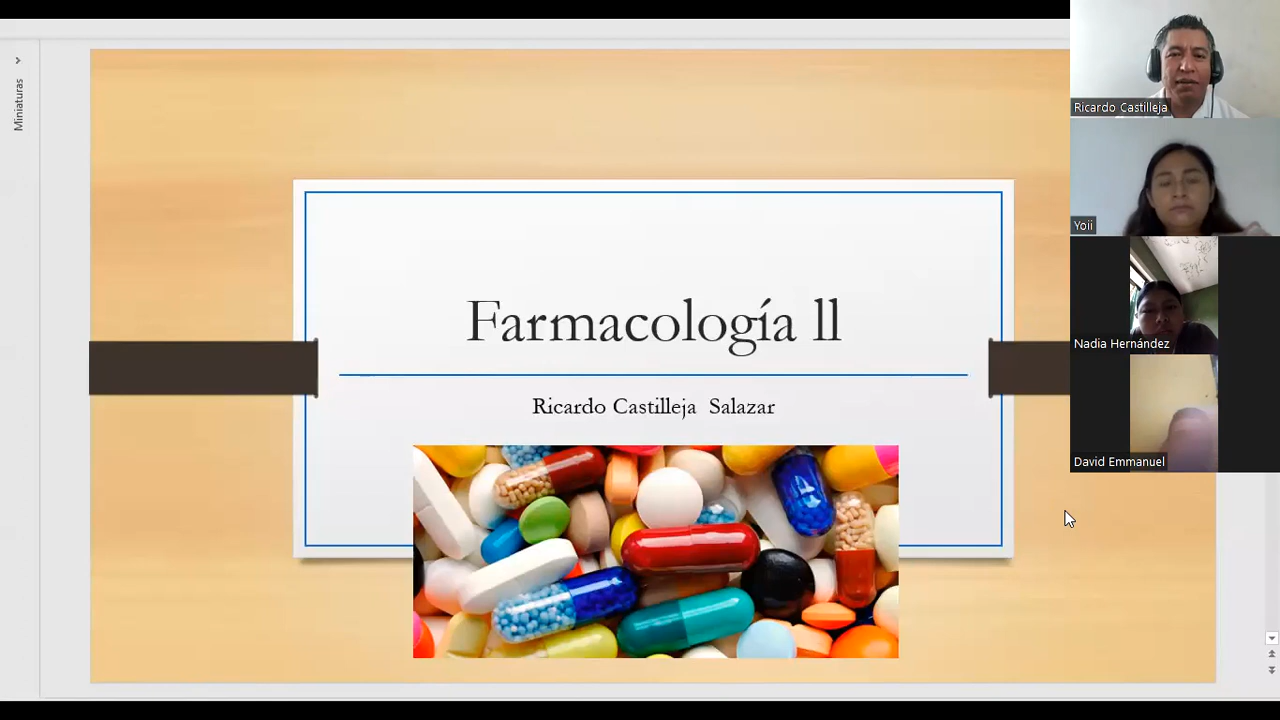 Miniaturas
Farmacología ll
Ricardo Castilleja Salazar
Ricardo Castilleja
Yoii
Nadia Hernández
David Emmanuel